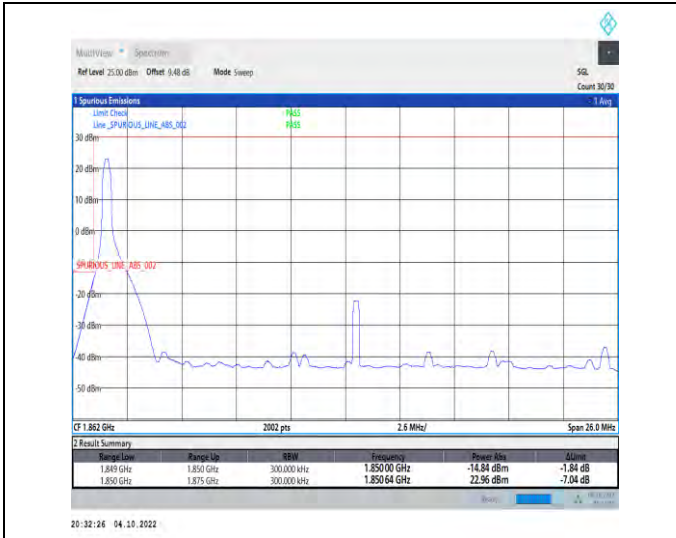 MultiView Spectrum
Ref Level 25.00 dBm Offset 9.48 dB Mode Sweep SGL
Count 30/30
1 Spurious Emissions 1 Avg
Limit Check PASS
Line _SPURIOUS_LINE_ABS_002 PASS
30 dBm
20 dBm
10 dBm
0 dBm
_SPURIOUS_LINE_ABS_002
-20 dBm
-30 dBm
-40 dBm
-50 dBm
CF 1.862 GHz 2002 pts 2.6 MHz/ Span 26.0 MHz
2 Result Summary
Range Low Range Up RBW Frequency Power Abs ΔLimit
1.849 GHz 1.850 GHz 300.000 kHz 1.85000 GHz -14.84 dBm -1.84 dB
1.850 GHz 1.875 GHz 300.000 kHz 1.85064 GHz 22.96 dBm -7.04 dB
Ready
20:32:26 04.10.2022